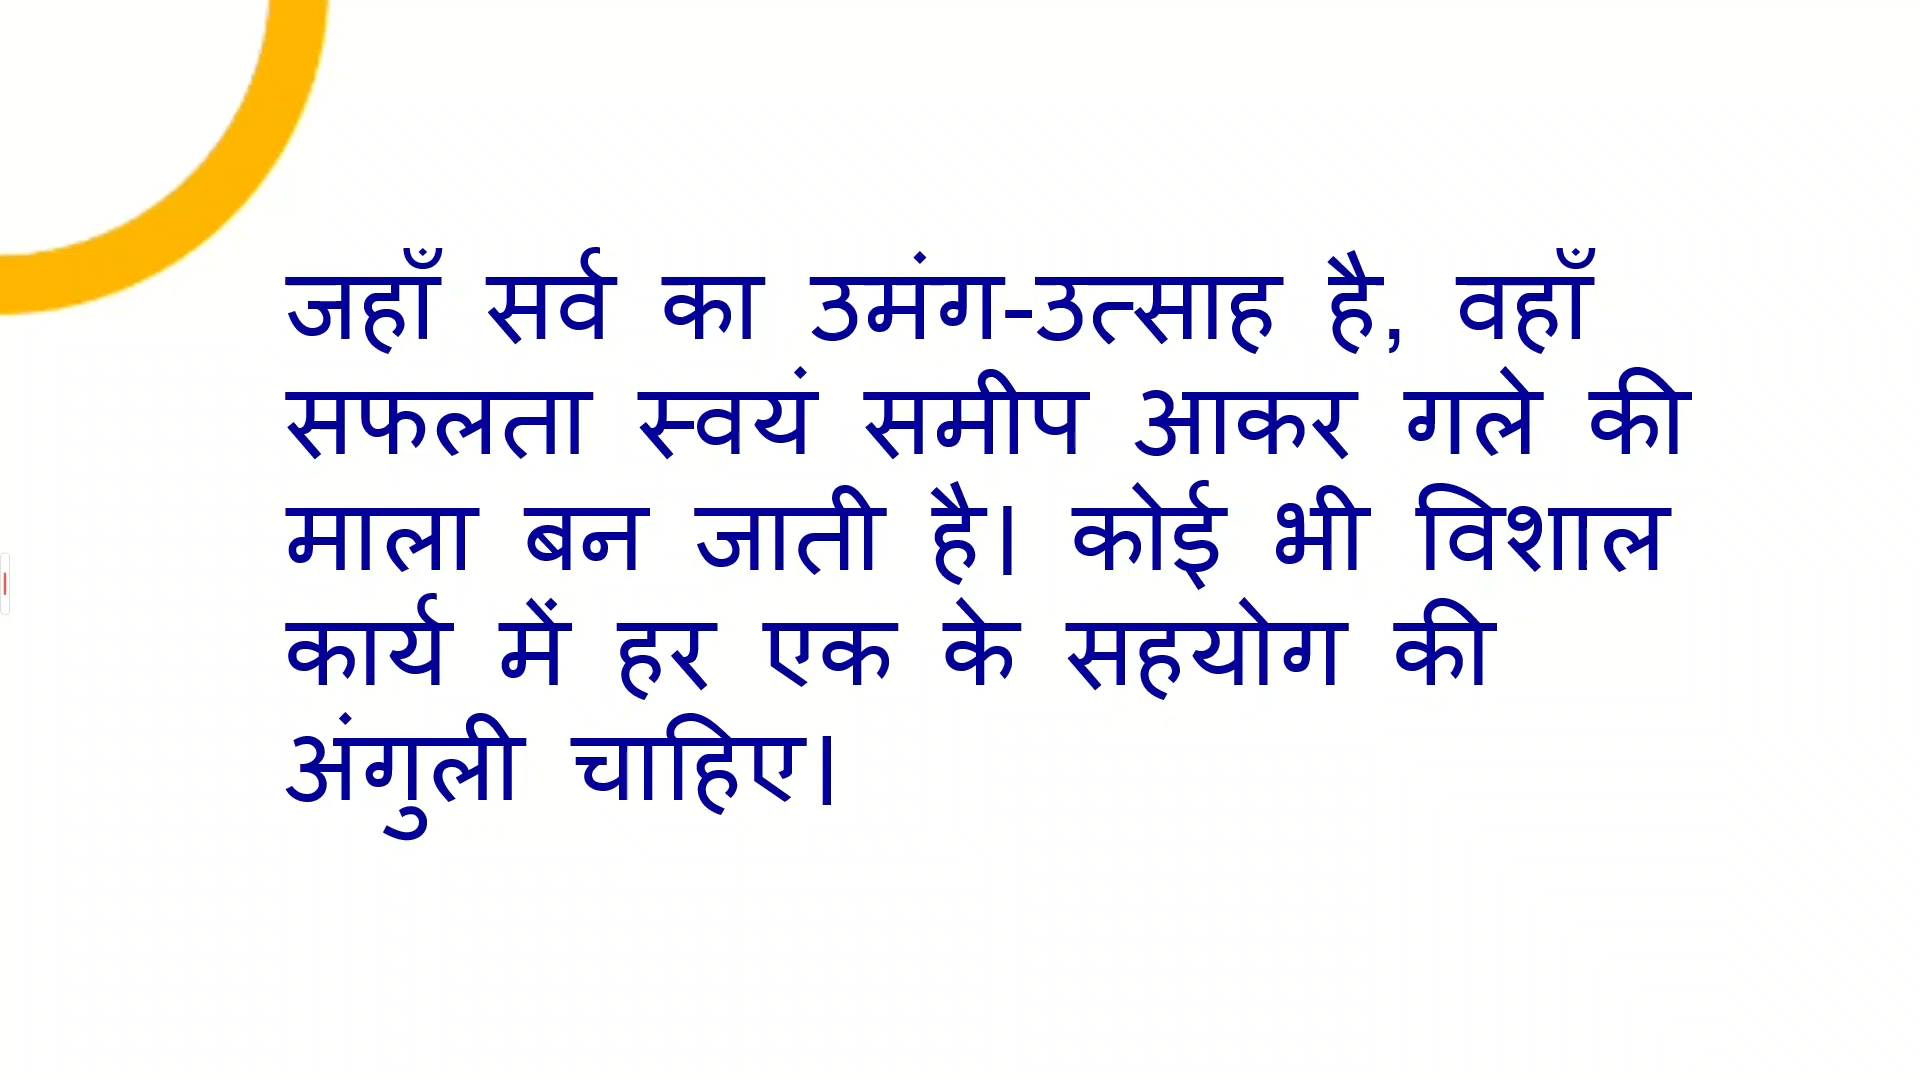 जहाँ सर्व का उमंग-उत्साह है, वहाँ
सफलता स्वयं समीप आकर गले की
माला बन जाती है। कोई भी विशाल
कार्य में हर एक के सहयोग की
अंगुली चाहिए।